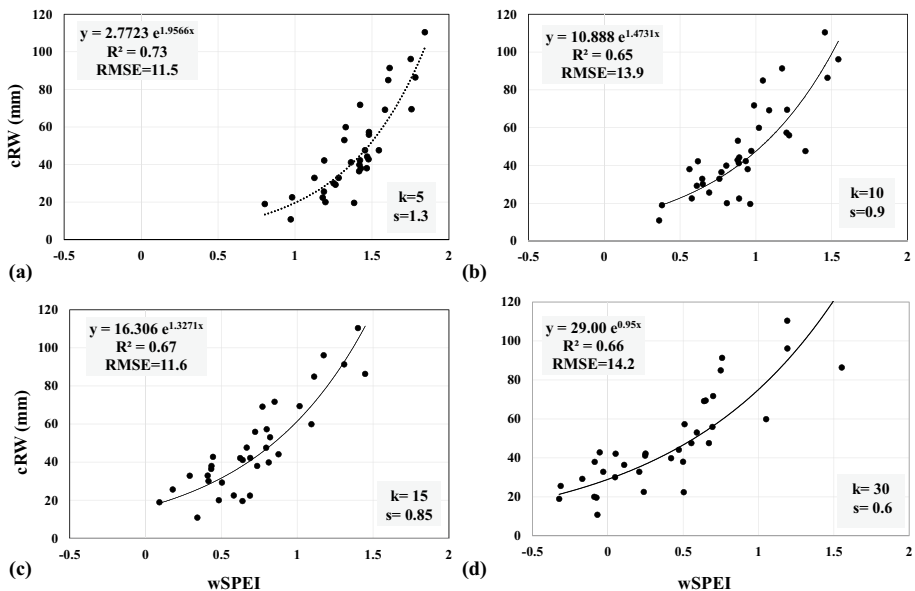 y = 2.7723 e^1.9566x
R² = 0.73
RMSE=11.5
k=5
s=1.3
cRW (mm)
120
100
80
60
40
20
0
-0.5 0 0.5 1 1.5 2
(a)
y = 10.888 e^1.4731x
R² = 0.65
RMSE=13.9
k=10
s=0.9
120
100
80
60
40
20
0
-0.5 0 0.5 1 1.5 2
(b)
y = 16.306 e^1.3271x
R² = 0.67
RMSE=11.6
k= 15
s= 0.85
cRW (mm)
120
100
80
60
40
20
0
-0.5 0 0.5 1 1.5 2
(c)
wSPEI
y = 29.00 e^0.95x
R² = 0.66
RMSE=14.2
k= 30
s= 0.6
120
100
80
60
40
20
0
-0.5 0 0.5 1 1.5 2
(d)
wSPEI